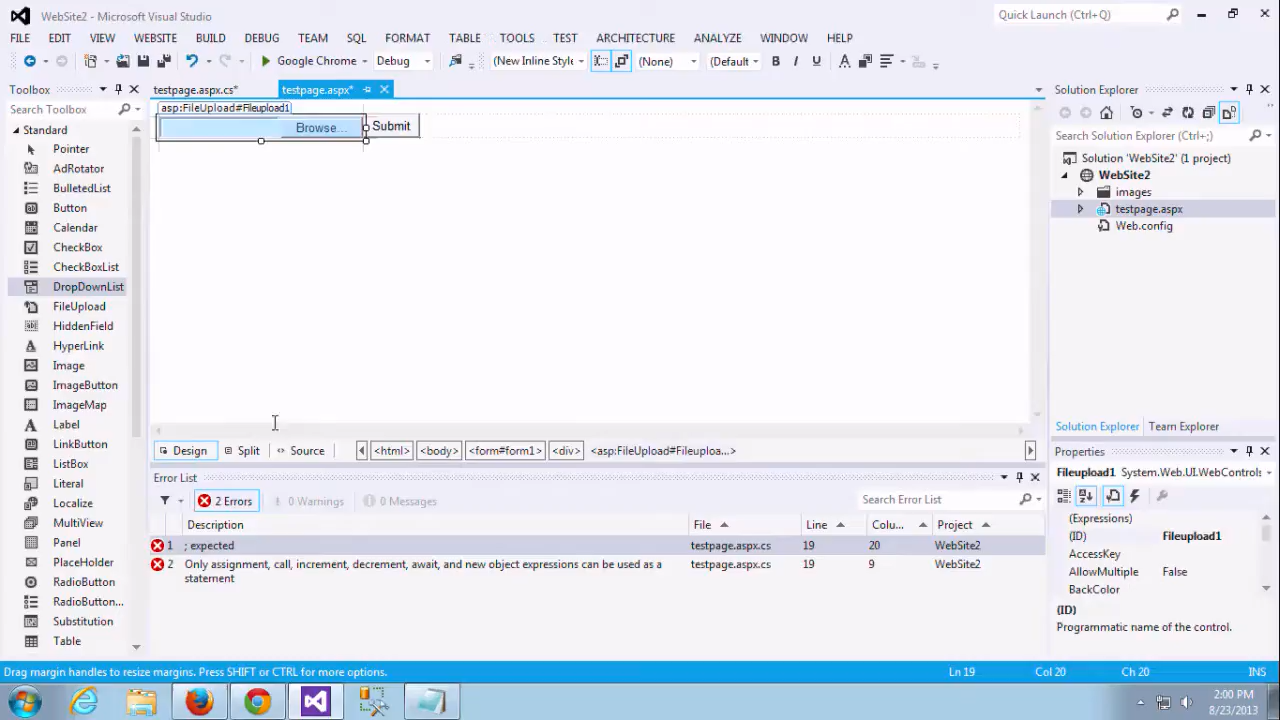 WebSite2 - Microsoft Visual Studio
Quick Launch (Ctrl+Q)
FILE EDIT VIEW WEBSITE BUILD DEBUG TEAM SQL FORMAT TABLE TOOLS TEST ARCHITECTURE ANALYZE WINDOW HELP
Google Chrome Debug (New Inline Style (None) (Default B I U A
Toolbox
Search Toolbox
Standard
Pointer
AdRotator
BulletedList
Button
Calendar
CheckBox
CheckBoxList
DropDownList
FileUpload
HiddenField
HyperLink
Image
ImageButton
ImageMap
Label
LinkButton
ListBox
Literal
Localize
MultiView
Panel
PlaceHolder
RadioButton
RadioButton...
Substitution
Table
testpage.aspx.cs* testpage.aspx*
asp:FileUpload#Fileupload1
Browse... Submit
Design Split Source <html> <body> <form#form1> <div> <asp:FileUpload#Fileuploa...>
Error List
2 Errors 0 Warnings 0 Messages Search Error List
Description File Line Colu... Project
1 ; expected testpage.aspx.cs 19 20 WebSite2
2 Only assignment, call, increment, decrement, await, and new object expressions can be used as a testpage.aspx.cs 19 9 WebSite2
statement
Solution Explorer
Search Solution Explorer (Ctrl+;)
Solution 'WebSite2' (1 project)
WebSite2
images
testpage.aspx
Web.config
Solution Explorer Team Explorer
Properties
Fileupload1 System.Web.UI.WebControls
(Expressions)
(ID) Fileupload1
AccessKey
AllowMultiple False
BackColor
(ID)
Programmatic name of the control.
Drag margin handles to resize margins. Press SHIFT or CTRL for more options. Ln 19 Col 20 Ch 20 INS
2:00 PM
8/23/2013